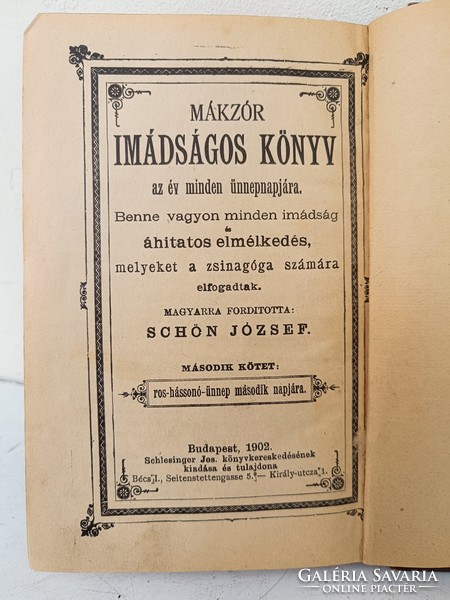 MÁKZÓR
IMÁDSÁGOS KÖNYV
az év minden ünnepnapjára.
Benne vagyon minden imádság
és
áhitatos elmélkedés,
melyeket a zsinagóga számára
elfogadtak.
MAGYARRA FORDITOTTA:
SCHÖN JÓZSEF.
MÁSODIK KÖTET:
ros-hássonó-ünnep második napjára.
Budapest, 1902.
Schlesinger Jos. könyvkereskedésének
kiadása és tulajdona
Bécs, I., Seitenstettengasse 5. — Király-utcza 1.
GALÉRIA SAVARIA
ONLINE PIACTÉR